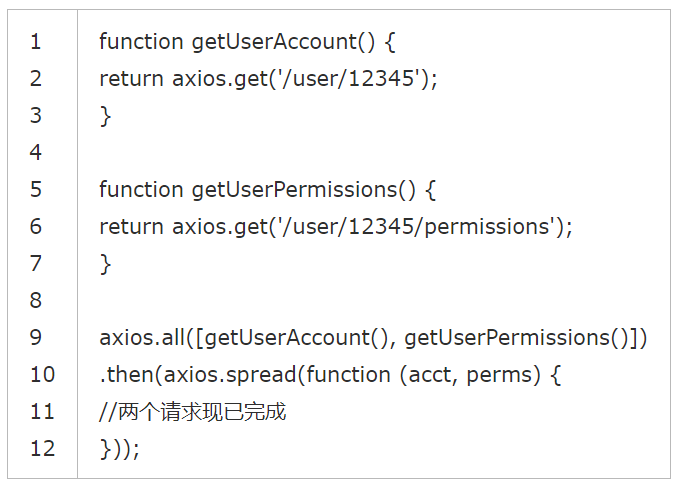 1 function getUserAccount() {
2 return axios.get('/user/12345');
3 }
4
5 function getUserPermissions() {
6 return axios.get('/user/12345/permissions');
7 }
8
9 axios.all([getUserAccount(), getUserPermissions()])
10 .then(axios.spread(function (acct, perms) {
11 //两个请求现已完成
12 }));